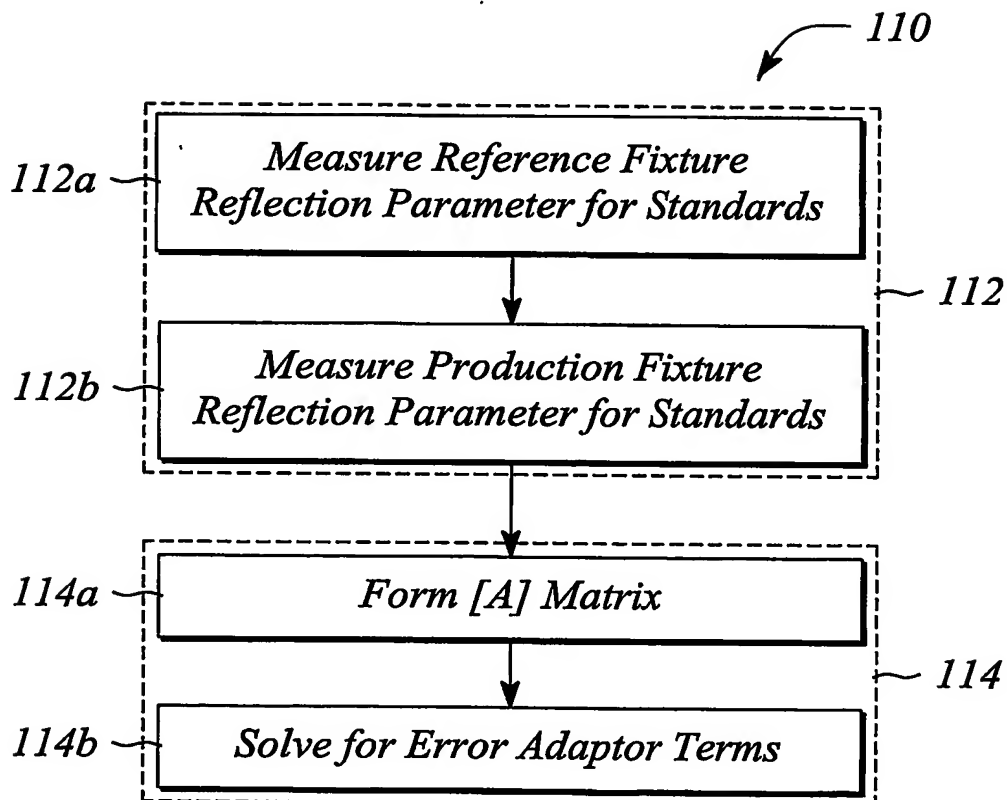 110
112a
Measure Reference Fixture
Reflection Parameter for Standards
112
112b
Measure Production Fixture
Reflection Parameter for Standards
114a
Form [A] Matrix
114
114b
Solve for Error Adaptor Terms